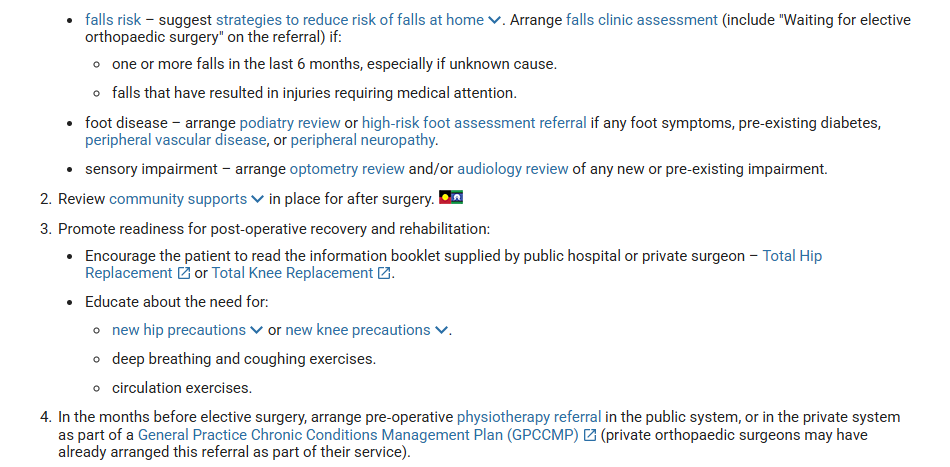 • falls risk – suggest strategies to reduce risk of falls at home. Arrange falls clinic assessment (include "Waiting for elective
orthopaedic surgery" on the referral) if:
◦ one or more falls in the last 6 months, especially if unknown cause.
◦ falls that have resulted in injuries requiring medical attention.
• foot disease – arrange podiatry review or high-risk foot assessment referral if any foot symptoms, pre-existing diabetes,
peripheral vascular disease, or peripheral neuropathy.
• sensory impairment – arrange optometry review and/or audiology review of any new or pre-existing impairment.
2. Review community supports in place for after surgery.
3. Promote readiness for post-operative recovery and rehabilitation:
• Encourage the patient to read the information booklet supplied by public hospital or private surgeon – Total Hip
Replacement or Total Knee Replacement.
• Educate about the need for:
◦ new hip precautions or new knee precautions.
◦ deep breathing and coughing exercises.
◦ circulation exercises.
4. In the months before elective surgery, arrange pre-operative physiotherapy referral in the public system, or in the private system
as part of a General Practice Chronic Conditions Management Plan (GPCCMP) (private orthopaedic surgeons may have
already arranged this referral as part of their service).